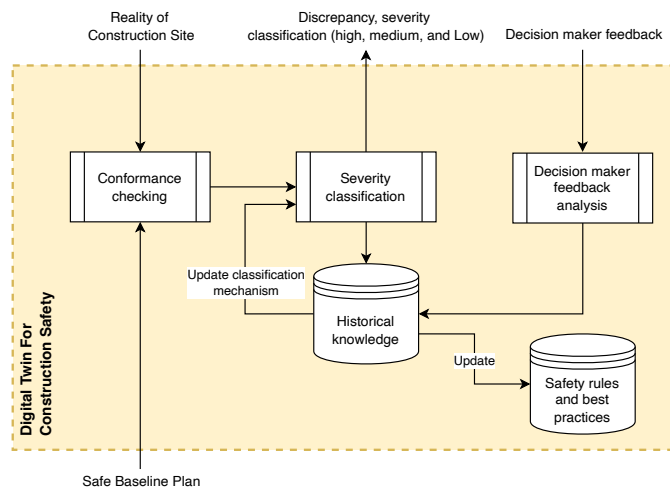 Reality of
Construction Site
Discrepancy, severity
classification (high, medium, and Low)
Decision maker feedback
Conformance
checking
Severity
classification
Decision maker
feedback
analysis
Update classification
mechanism
Historical
knowledge
Update
Safety rules
and best
practices
Digital Twin For
Construction Safety
Safe Baseline Plan